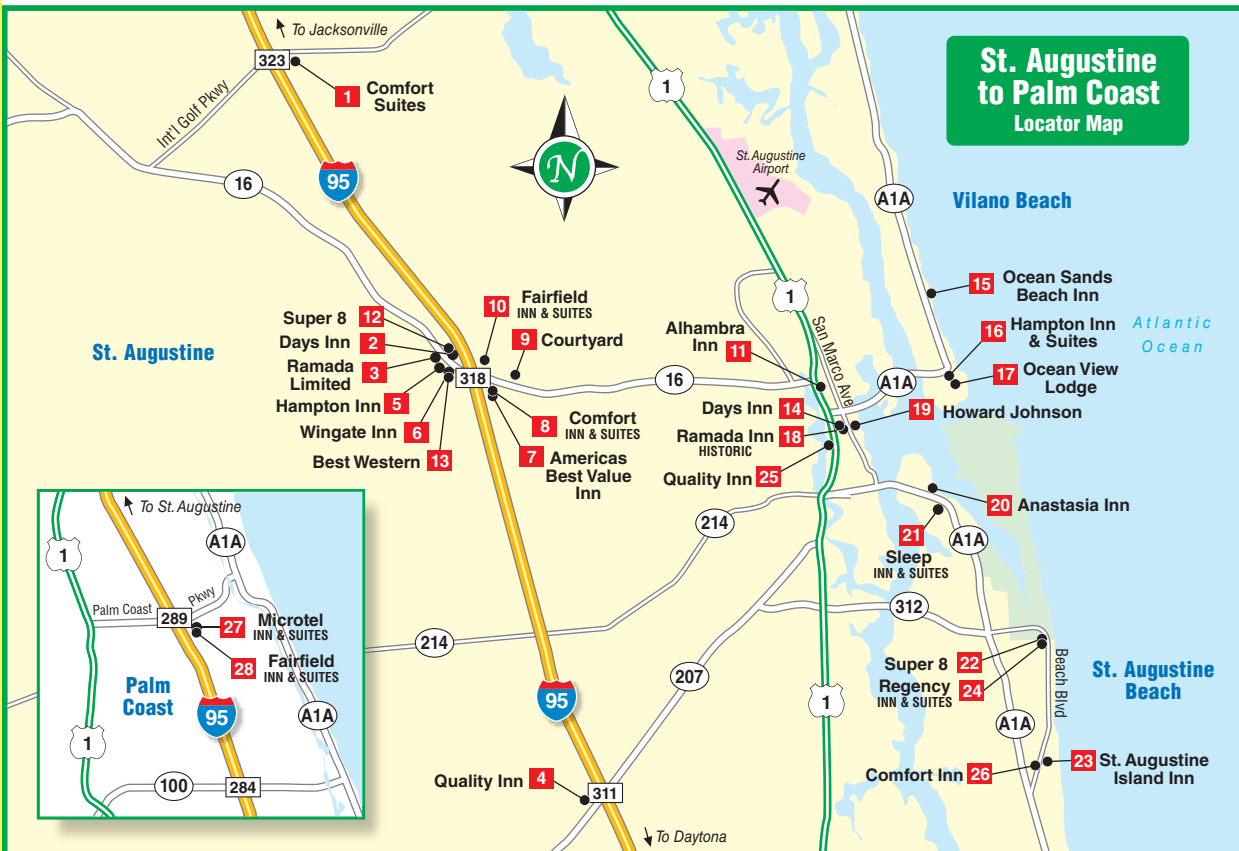 To Jacksonville
323
1 Comfort
Suites
Int'l Golf Pkwy
95
16
N
1
St. Augustine
Airport
St. Augustine
to Palm Coast
Locator Map
A1A
Vilano Beach
15 Ocean Sands
Beach Inn
16 Hampton Inn
& Suites
17 Ocean View
Lodge
Atlantic
Ocean
1
San Marco Ave
St. Augustine
Super 8 12
Days Inn 2
Ramada
Limited 3
Hampton Inn 5
Wingate Inn 6
Best Western 13
318
10 Fairfield
INN & SUITES
9 Courtyard
8 Comfort
INN & SUITES
7 Americas
Best Value
Inn
16
Alhambra
Inn 11
A1A
Days Inn 14
Ramada Inn 18
HISTORIC
Quality Inn 25
19 Howard Johnson
20 Anastasia Inn
21
Sleep
INN & SUITES
A1A
214
214
312
207
1
95
Super 8 22
Regency 24
INN & SUITES
Beach Blvd
St. Augustine
Beach
A1A
Comfort Inn 26
23 St. Augustine
Island Inn
Quality Inn 4
311
To Daytona
To St. Augustine
1
A1A
Palm Coast Pkwy
289
27 Microtel
INN & SUITES
28 Fairfield
INN & SUITES
Palm
Coast
95
A1A
1
100
284